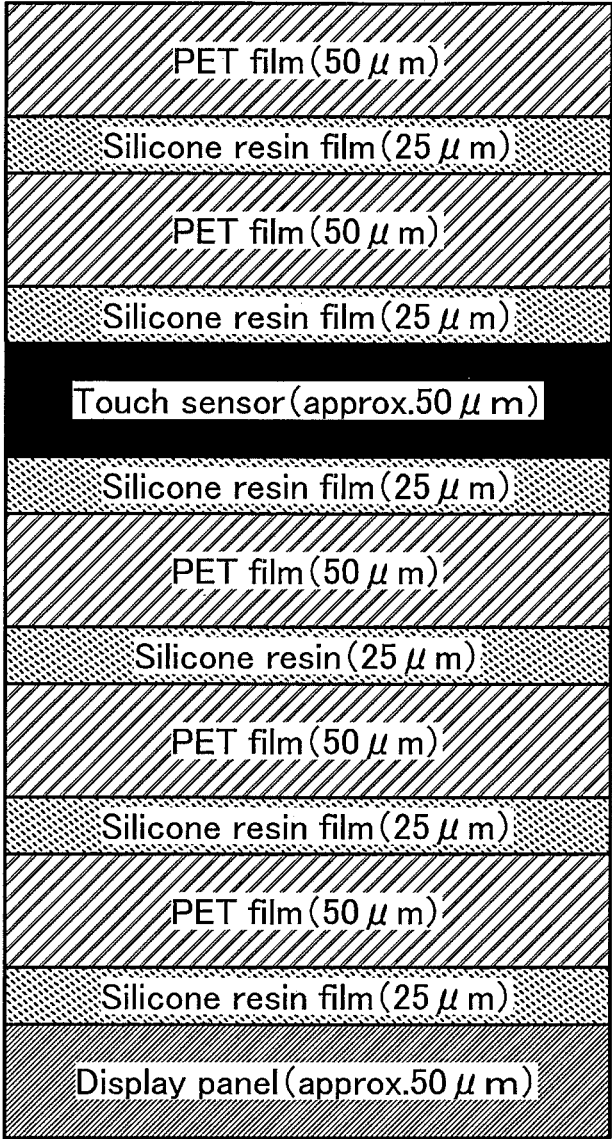 PET film(50 μm)
Silicone resin film(25 μm)
PET film(50 μm)
Silicone resin film(25 μm)
Touch sensor(approx.50 μm)
Silicone resin film(25 μm)
PET film(50 μm)
Silicone resin(25 μm)
PET film(50 μm)
Silicone resin film(25 μm)
PET film(50 μm)
Silicone resin film(25 μm)
Display panel(approx.50 μm)